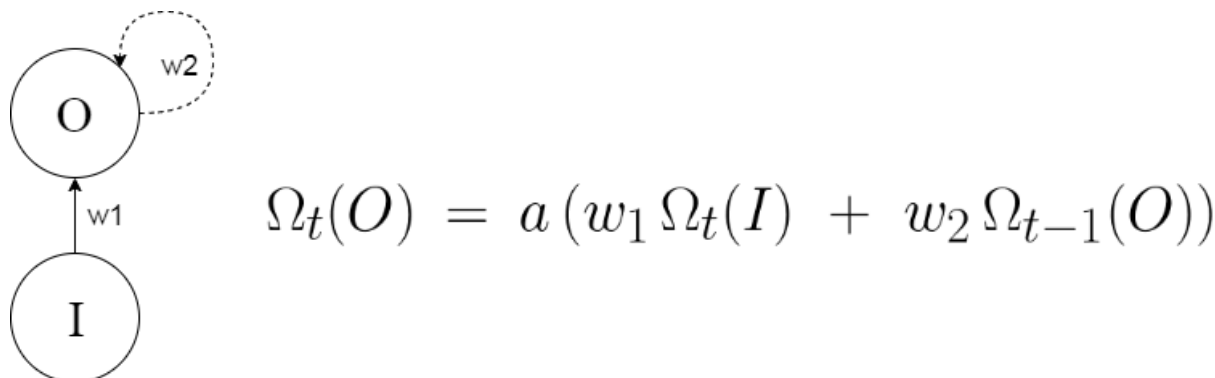 w2
O
w1
Ω_t(O) = a (w_1 Ω_t(I) + w_2 Ω_{t−1}(O))
I